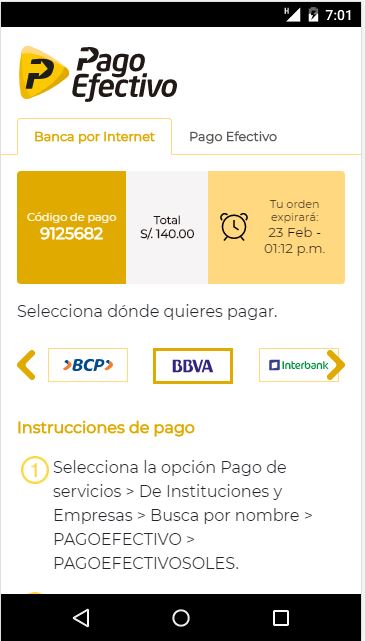 H 7:01
Pago
Efectivo
Banca por Internet Pago Efectivo
Código de pago
9125682
Total
S/. 140.00
Tu orden
expirará:
23 Feb -
01:12 p.m.
Selecciona dónde quieres pagar.
BCP BBVA Interbank
Instrucciones de pago
1 Selecciona la opción Pago de
servicios > De Instituciones y
Empresas > Busca por nombre >
PAGOEFECTIVO >
PAGOEFECTIVOSOLES.